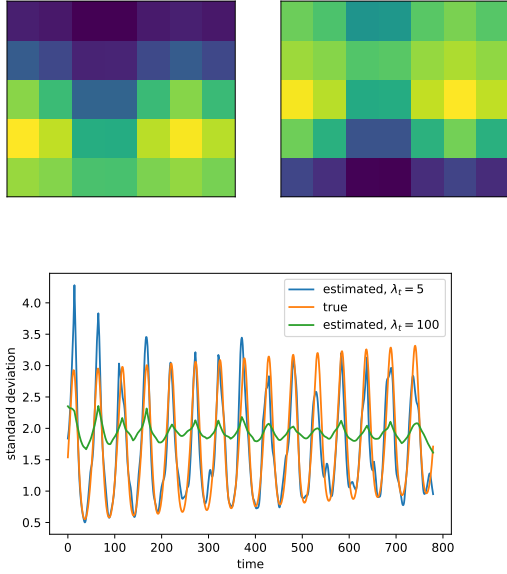 estimated, λt = 5
true
estimated, λt = 100
standard deviation
4.0
3.5
3.0
2.5
2.0
1.5
1.0
0.5
0 100 200 300 400 500 600 700 800
time